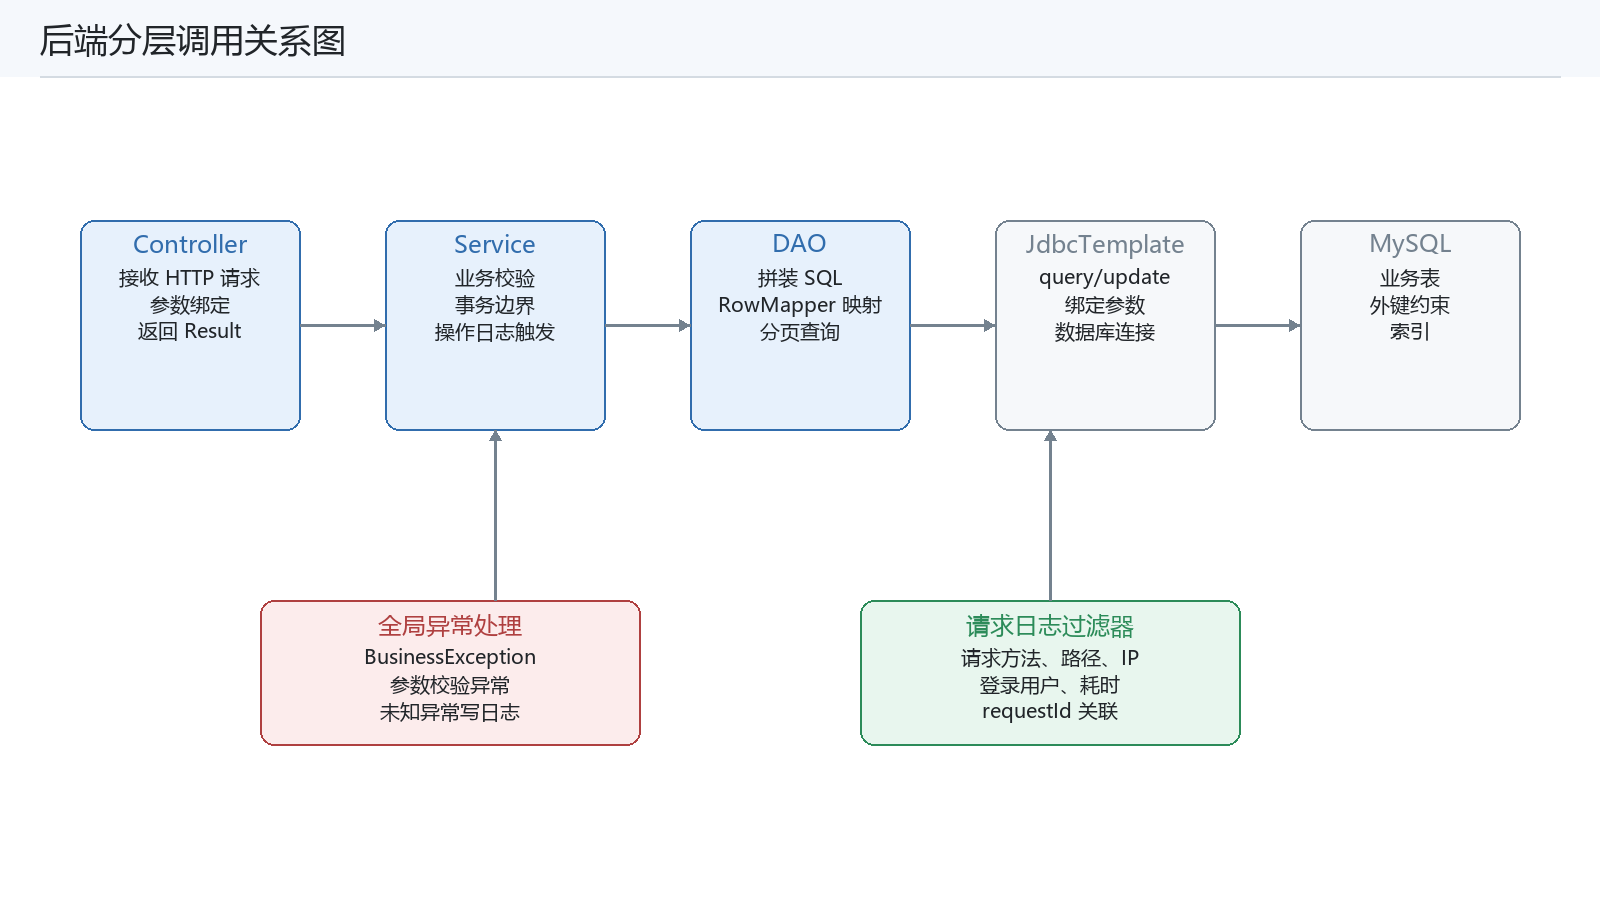 后端分层调用关系图
Controller
接收 HTTP 请求
参数绑定
返回 Result
Service
业务校验
事务边界
操作日志触发
DAO
拼装 SQL
RowMapper 映射
分页查询
JdbcTemplate
query/update
绑定参数
数据库连接
MySQL
业务表
外键约束
索引
全局异常处理
BusinessException
参数校验异常
未知异常写日志
请求日志过滤器
请求方法、路径、IP
登录用户、耗时
requestId 关联